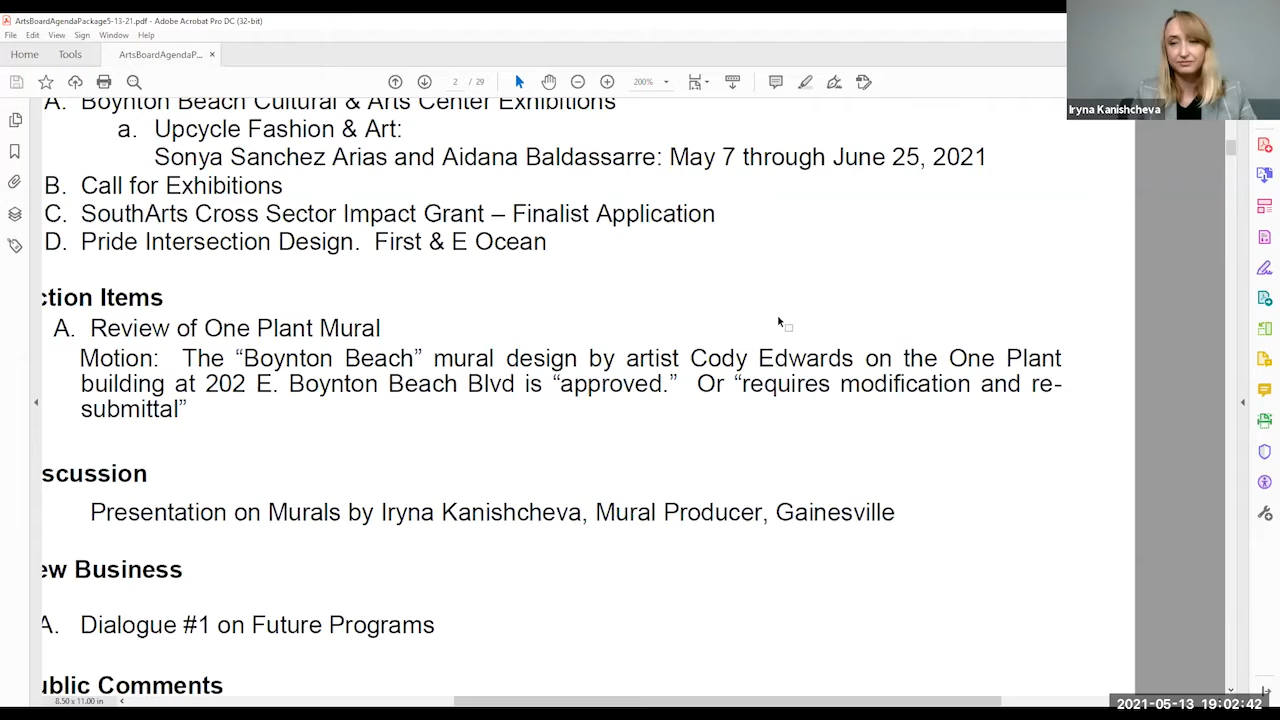 ArtsBoardAgendaPackage5-13-21.pdf - Adobe Acrobat Pro DC (32-bit)
File Edit View Sign Window Help
Home Tools ArtsBoardAgendaP... ×
2 / 29 200%
Iryna Kanishcheva
A. Boynton Beach Cultural & Arts Center Exhibitions
a. Upcycle Fashion & Art:
Sonya Sanchez Arias and Aidana Baldassarre: May 7 through June 25, 2021
B. Call for Exhibitions
C. SouthArts Cross Sector Impact Grant – Finalist Application
D. Pride Intersection Design. First & E Ocean
ction Items
A. Review of One Plant Mural
Motion: The “Boynton Beach” mural design by artist Cody Edwards on the One Plant
building at 202 E. Boynton Beach Blvd is “approved.” Or “requires modification and re-
submittal”
scussion
Presentation on Murals by Iryna Kanishcheva, Mural Producer, Gainesville
ew Business
A. Dialogue #1 on Future Programs
ublic Comments
8.50 x 11.00 in
2021-05-13 19:02:42